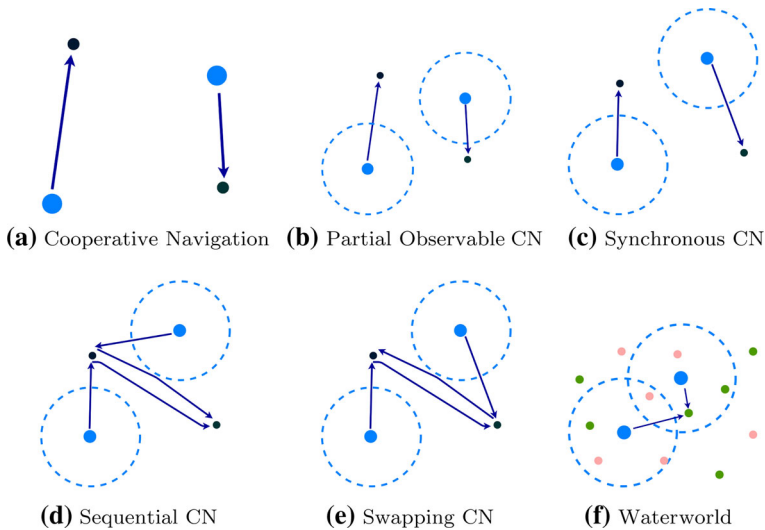 (a) Cooperative Navigation
(b) Partial Observable CN
(c) Synchronous CN
(d) Sequential CN
(e) Swapping CN
(f) Waterworld